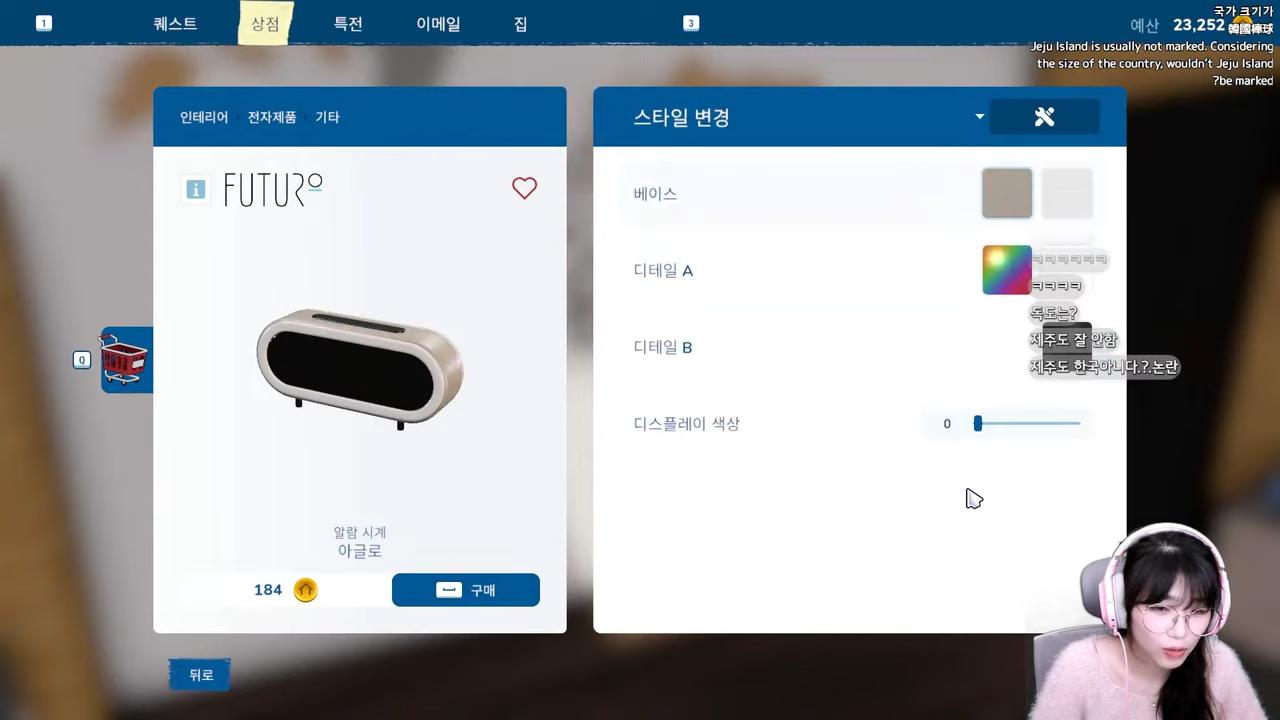 1
퀘스트
상점
특전
이메일
집
3
예산
23,252
국가 크기가
韓國棒球
Jeju Island is usually not marked. Considering
the size of the country, wouldn't Jeju Island
?be marked
인테리어
전자제품
기타
i
FUTURO
알람 시계
아글로
184
구매
Q
뒤로
스타일 변경
베이스
디테일 A
디테일 B
디스플레이 색상
0
ㅋㅋㅋㅋㅋㅋ
ㅋㅋㅋㅋ
독도는?
제주도 잘 안함
제주도 한국아니다.?.논란